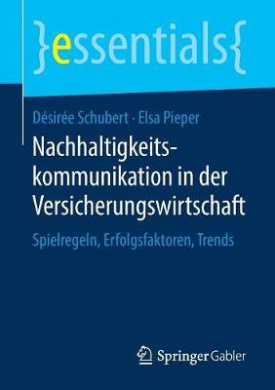 }essentials{
Désirée Schubert · Elsa Pieper
Nachhaltigkeits-
kommunikation in der
Versicherungswirtschaft
Spielregeln, Erfolgsfaktoren, Trends
Springer Gabler